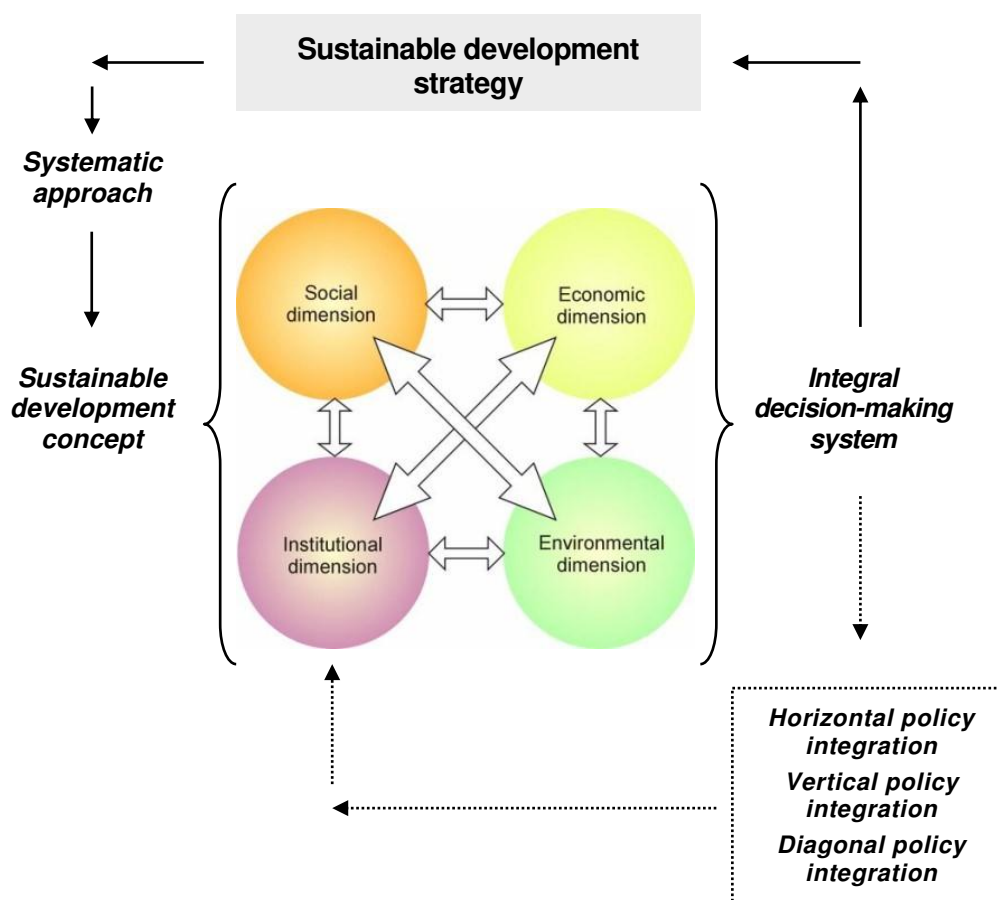 Sustainable development
strategy
Systematic
approach
Social
dimension
Economic
dimension
Sustainable
development
concept
Integral
decision-making
system
Institutional
dimension
Environmental
dimension
Horizontal policy
integration
Vertical policy
integration
Diagonal policy
integration